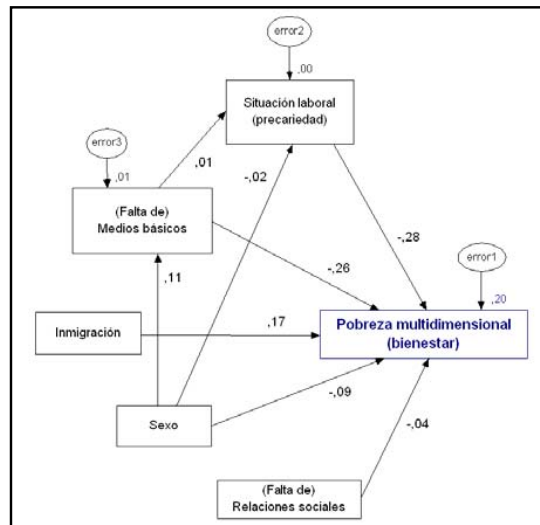 error2
,00
Situación laboral
(precariedad)
error3
,01
,01
-,02
(Falta de)
Medios básicos
-,28
-,26
error1
,11
,20
Inmigración
,17
Pobreza multidimensional
(bienestar)
Sexo
-,09
-,04
(Falta de)
Relaciones sociales